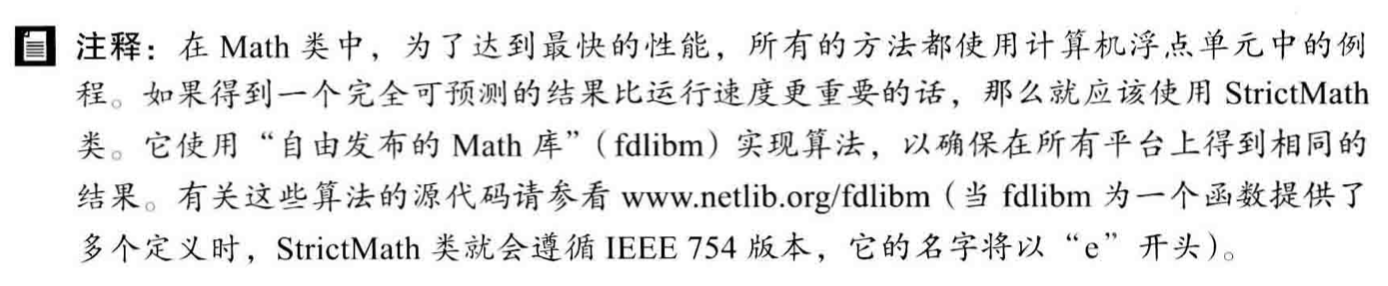 注释：在 Math 类中，为了达到最快的性能，所有的方法都使用计算机浮点单元中的例
程。如果得到一个完全可预测的结果比运行速度更重要的话，那么就应该使用 StrictMath
类。它使用“自由发布的 Math 库”（fdlibm）实现算法，以确保在所有平台上得到相同的
结果。有关这些算法的源代码请参看 www.netlib.org/fdlibm（当 fdlibm 为一个函数提供了
多个定义时，StrictMath 类就会遵循 IEEE 754 版本，它的名字将以“e”开头）。